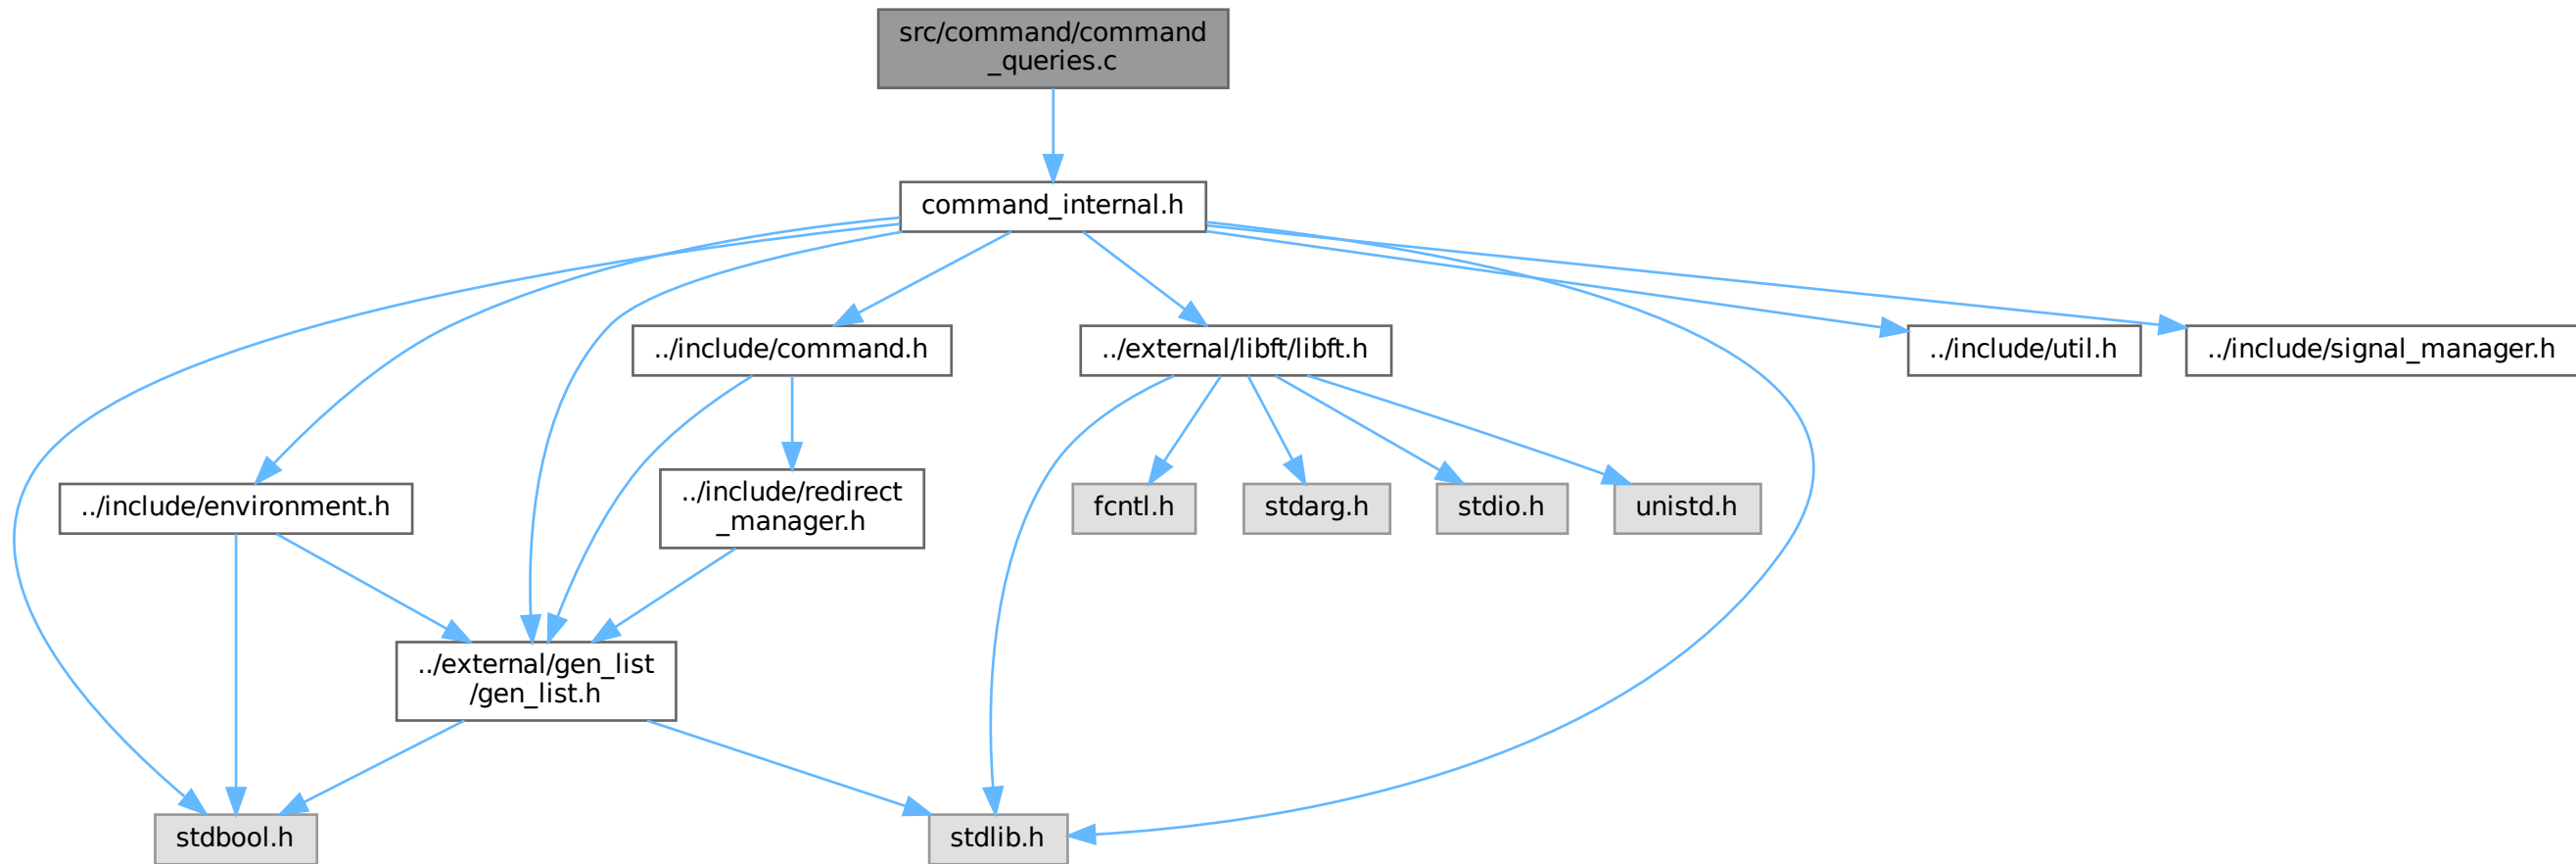 src/command/command
_queries.c
command_internal.h
../include/command.h
../external/libft/libft.h
../include/util.h
../include/signal_manager.h
../include/environment.h
../include/redirect
_manager.h
fcntl.h
stdarg.h
stdio.h
unistd.h
../external/gen_list
/gen_list.h
stdbool.h
stdlib.h